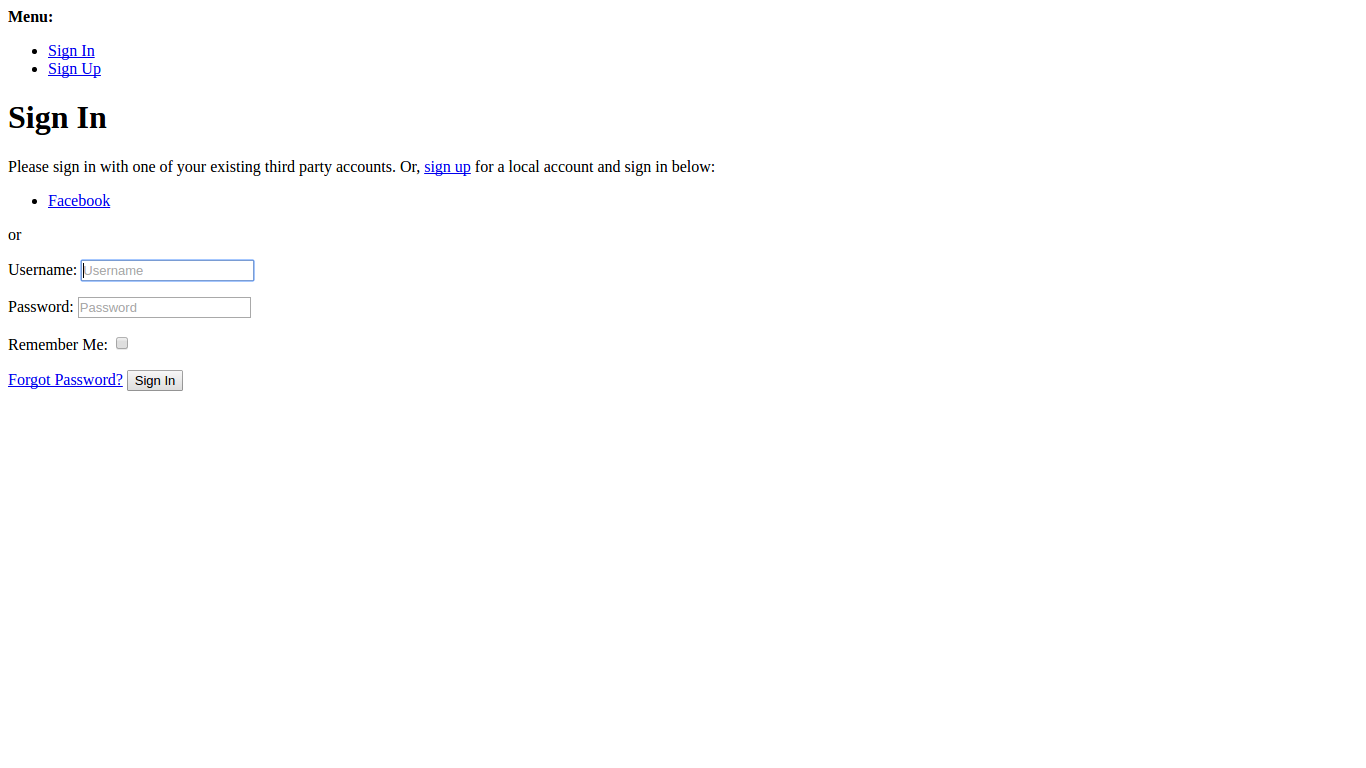 Menu:
Sign In
Sign Up
Sign In
Please sign in with one of your existing third party accounts. Or, sign up for a local account and sign in below:
Facebook
or
Username: Username
Password: Password
Remember Me:
Forgot Password? Sign In